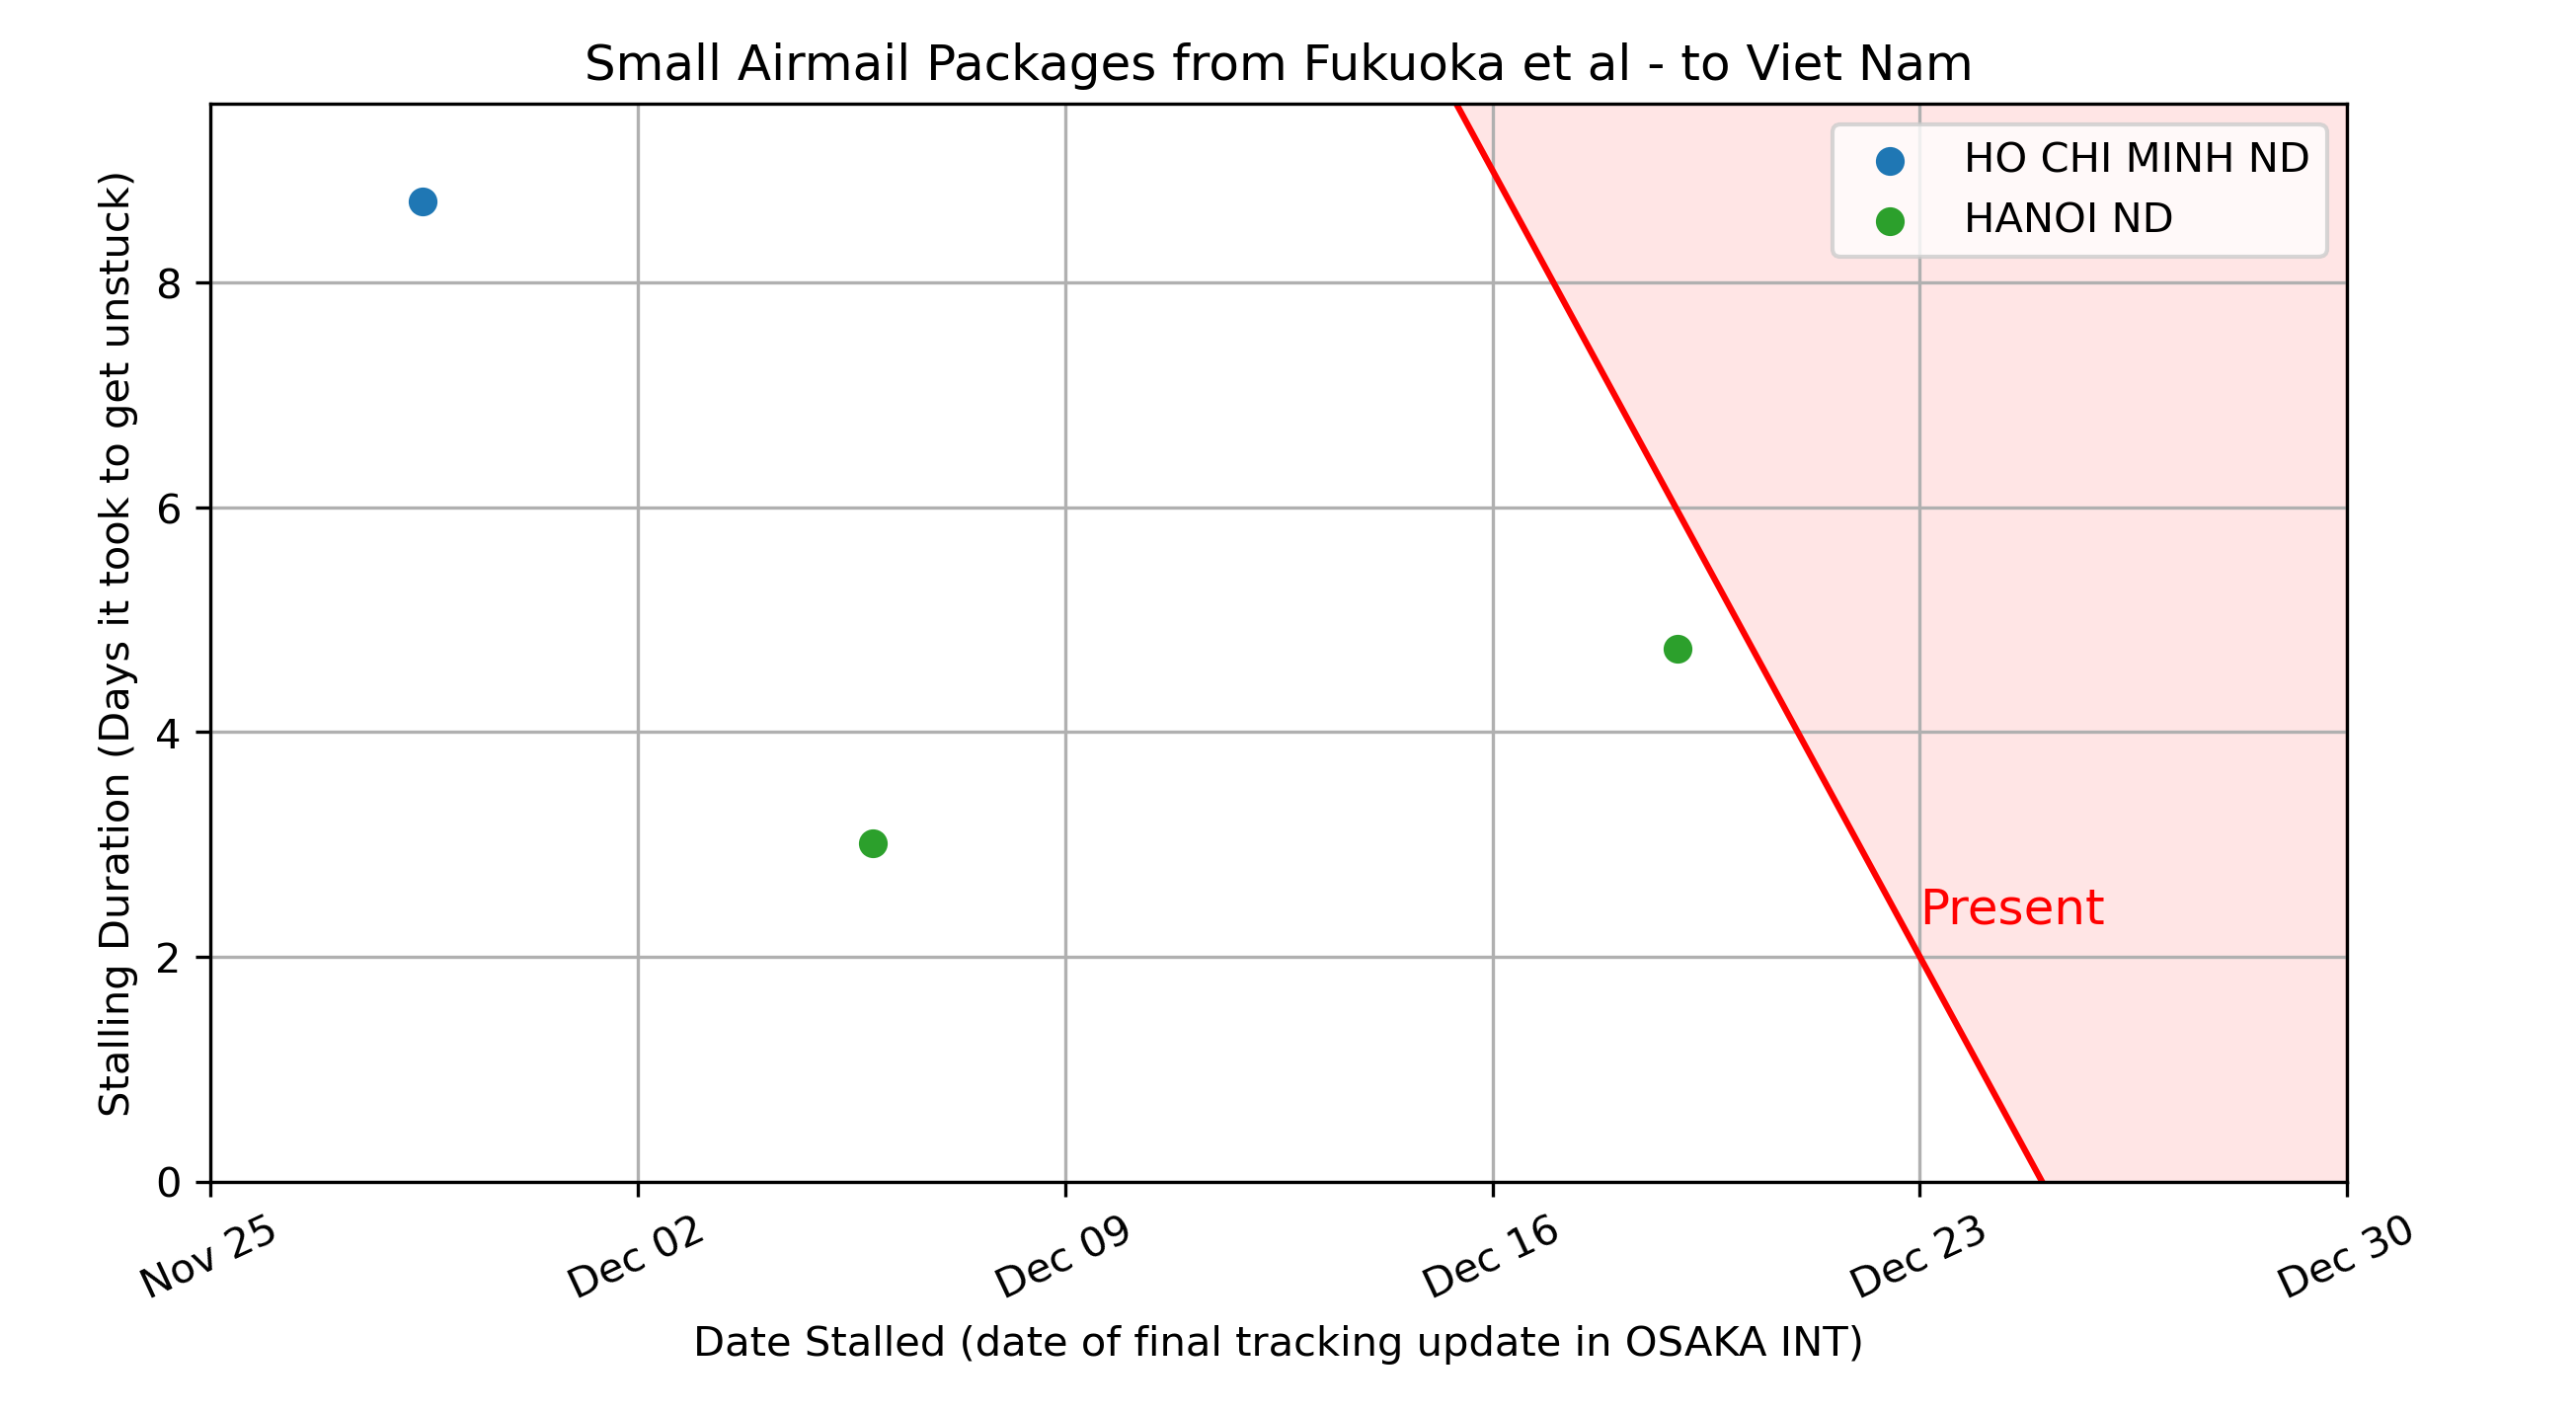 Small Airmail Packages from Fukuoka et al - to Viet Nam
HO CHI MINH ND
HANOI ND
Stalling Duration (Days it took to get unstuck)
8
6
4
2
0
Present
Nov 25
Dec 02
Dec 09
Dec 16
Dec 23
Dec 30
Date Stalled (date of final tracking update in OSAKA INT)